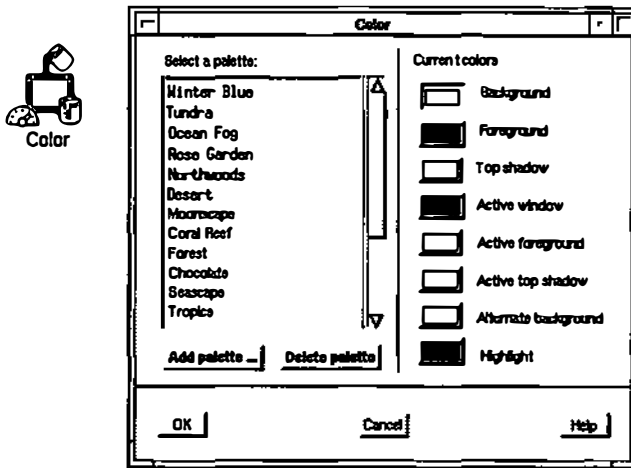 Color
Color
Select a palette:
Winter Blue
Tundra
Ocean Fog
Rose Garden
Northwoods
Desert
Moonscape
Coral Reef
Forest
Chocolate
Seascape
Tropics
Add palette ...
Delete palette
Current colors
Background
Foreground
Top shadow
Active window
Active foreground
Active top shadow
Alternate background
Highlight
OK
Cancel
Help